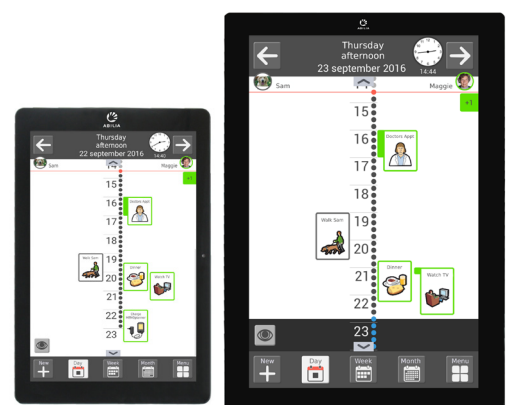 ABILIA
Thursday
afternoon
22 september 2016
14:40
Sam
Maggie
+1
15
16
Doctors Appt
17
18
19
Walk Sam
20
Dinner
Watch TV
21
22
23
New
Day
Week
Month
Menu
Thursday
afternoon
23 september 2016
14:44
Sam
Maggie
+1
15
16
Doctors Appt
17
18
Walk Sam
19
20
Dinner
21
Watch TV
22
23
New
Day
Week
Month
Menu